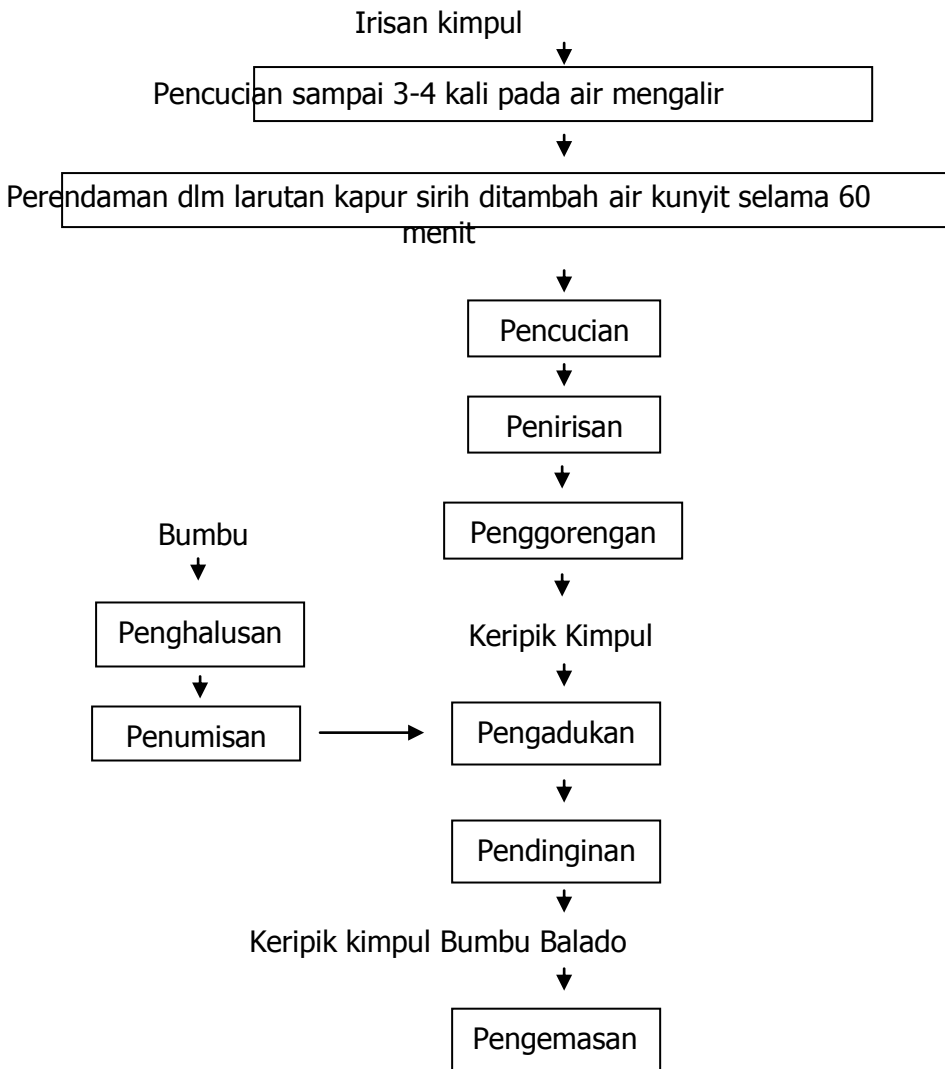 Irisan kimpul
Pencucian sampai 3-4 kali pada air mengalir
Perendaman dlm larutan kapur sirih ditambah air kunyit selama 60
menit
Pencucian
Penirisan
Penggorengan
Bumbu
Penghalusan
Keripik Kimpul
Penumisan
Pengadukan
Pendinginan
Keripik kimpul Bumbu Balado
Pengemasan